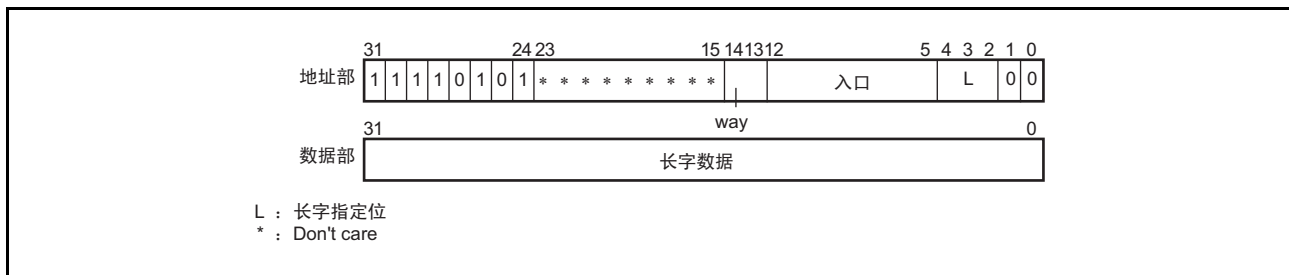 31 24 23 15 14 13 12 5 4 3 2 1 0
地址部 1 1 1 1 0 1 0 1 * * * * * * * * * 入口 L 0 0
way
31 0
数据部 长字数据
L ：长字指定位
* ：Don't care